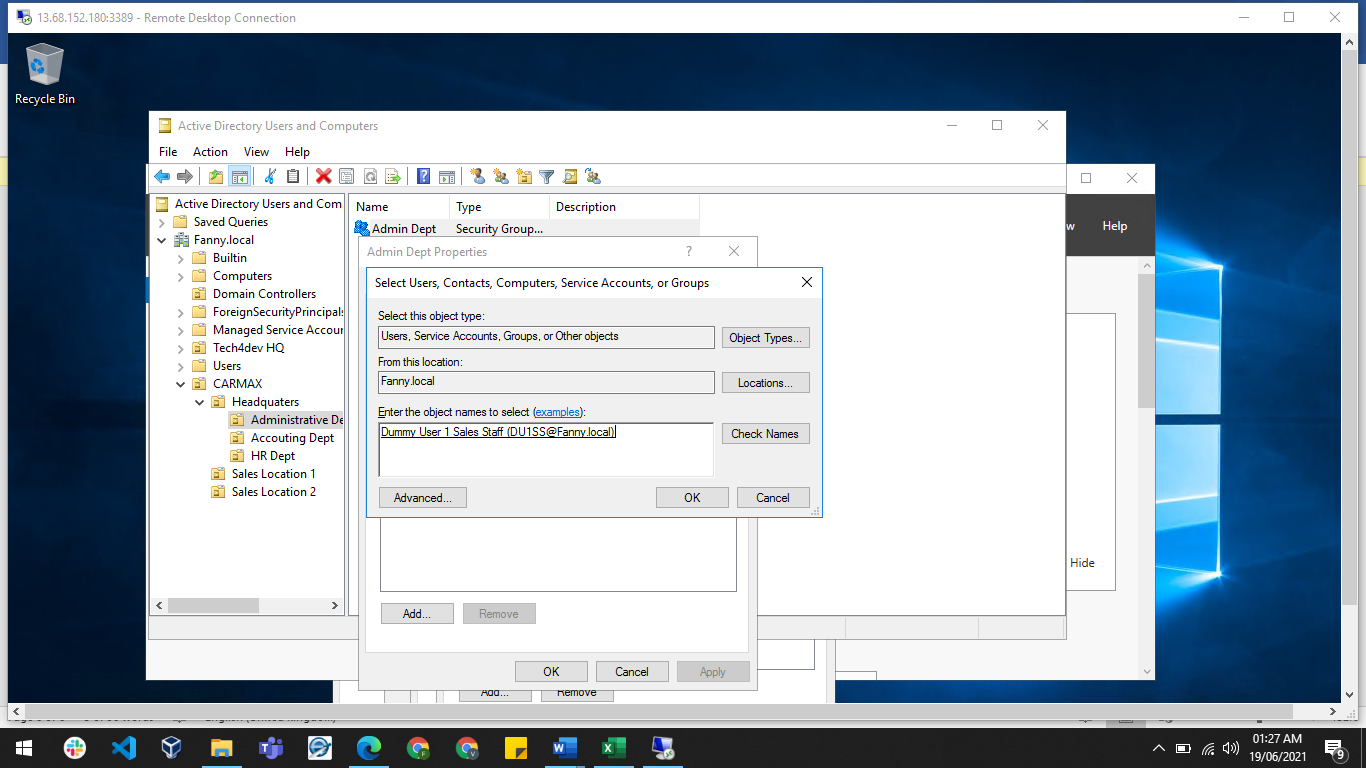 13.68.152.180:3389 - Remote Desktop Connection
Recycle Bin
Active Directory Users and Computers
File Action View Help
Active Directory Users and Com
Saved Queries
Fanny.local
Builtin
Computers
Domain Controllers
ForeignSecurityPrincipals
Managed Service Accour
Tech4dev HQ
Users
CARMAX
Headquaters
Administrative De
Accouting Dept
HR Dept
Sales Location 1
Sales Location 2
Name Type Description
Admin Dept Security Group...
Admin Dept Properties ?
Select Users, Contacts, Computers, Service Accounts, or Groups
Select this object type:
Users, Service Accounts, Groups, or Other objects Object Types...
From this location:
Fanny.local Locations...
Enter the object names to select (examples):
Dummy User 1 Sales Staff (DU1SS@Fanny.local) Check Names
Advanced... OK Cancel
Add... Remove
OK Cancel Apply
Add... Remove
w Help
Hide
01:27 AM
19/06/2021
9